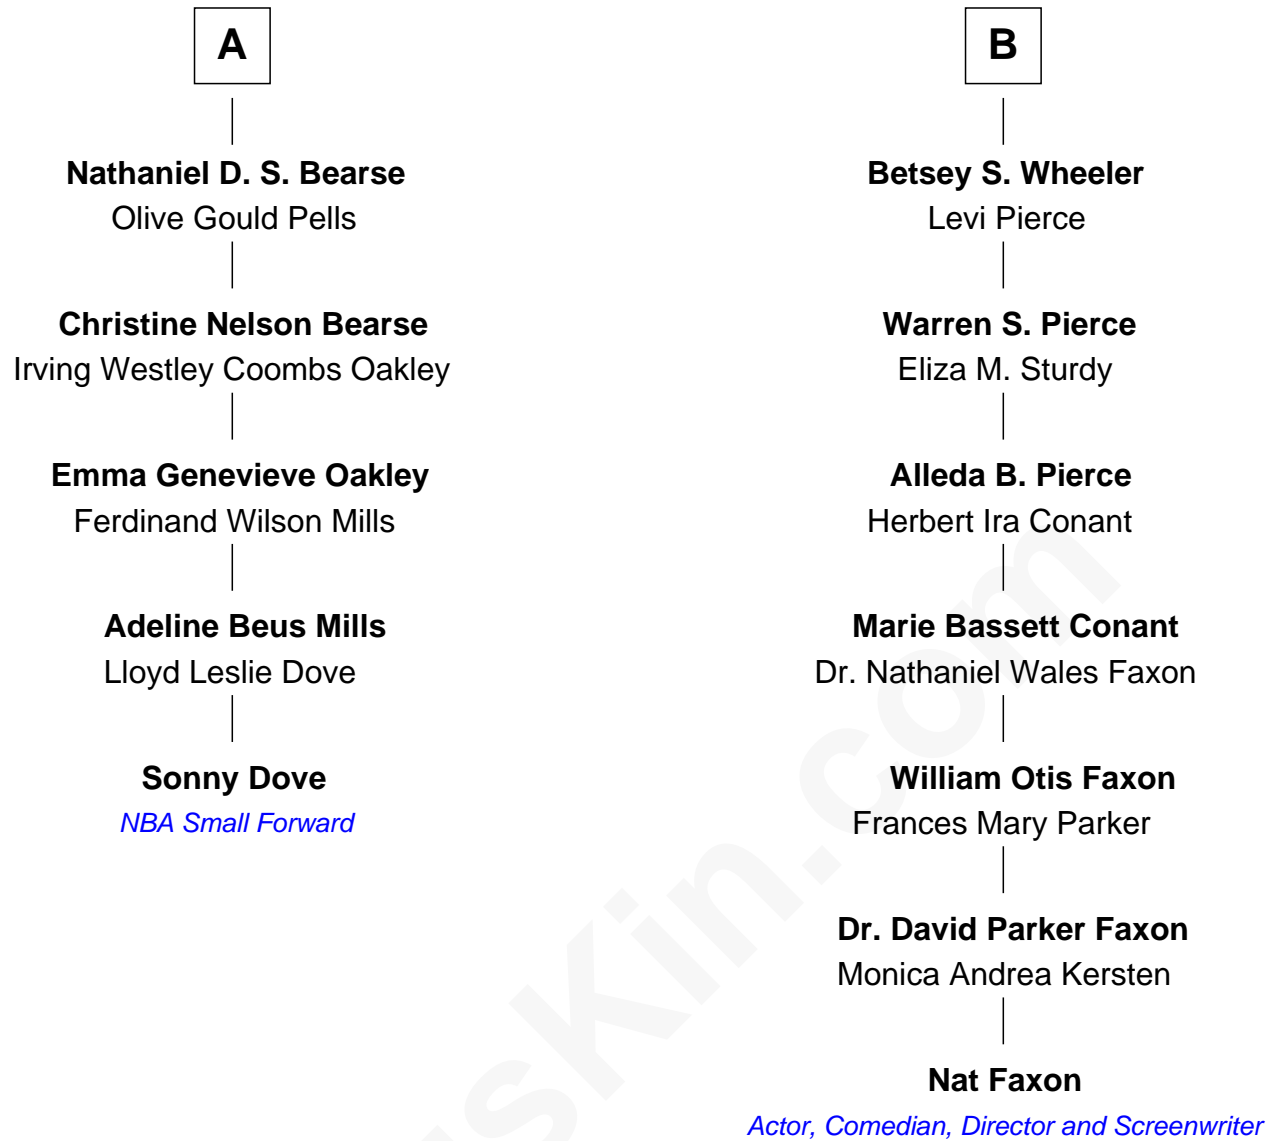 A
Nathaniel D. S. Bearse
Olive Gould Pells
Christine Nelson Bearse
Irving Westley Coombs Oakley
Emma Genevieve Oakley
Ferdinand Wilson Mills
Adeline Beus Mills
Lloyd Leslie Dove
Sonny Dove
NBA Small Forward
B
Betsey S. Wheeler
Levi Pierce
Warren S. Pierce
Eliza M. Sturdy
Alleda B. Pierce
Herbert Ira Conant
Marie Bassett Conant
Dr. Nathaniel Wales Faxon
William Otis Faxon
Frances Mary Parker
Dr. David Parker Faxon
Monica Andrea Kersten
Nat Faxon
Actor, Comedian, Director and Screenwriter